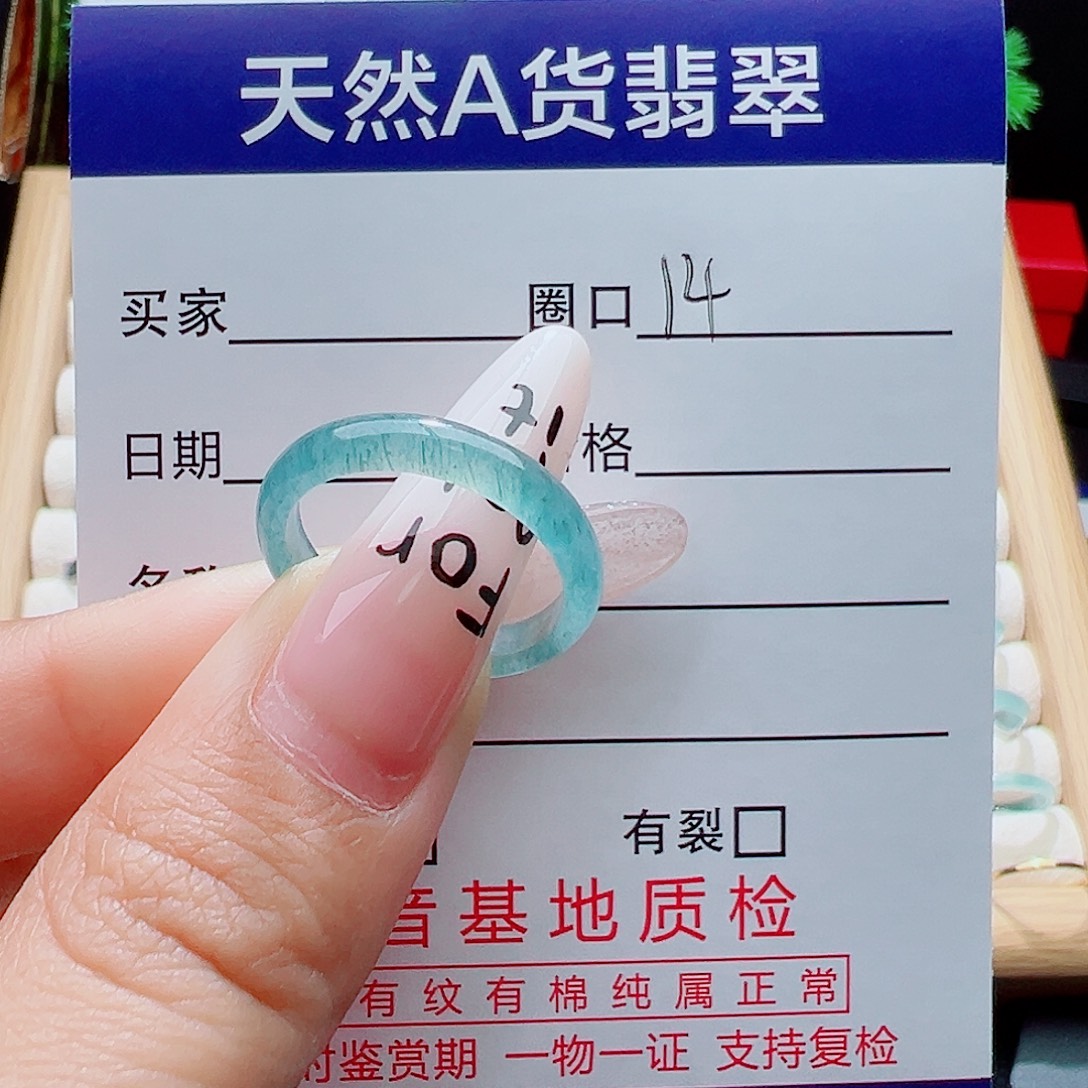 天然A货翡翠
买家 圈口 14
日期 格
有裂
音基地质检
有纹有棉纯属正常
时鉴赏期 一物一证 支持复检
For